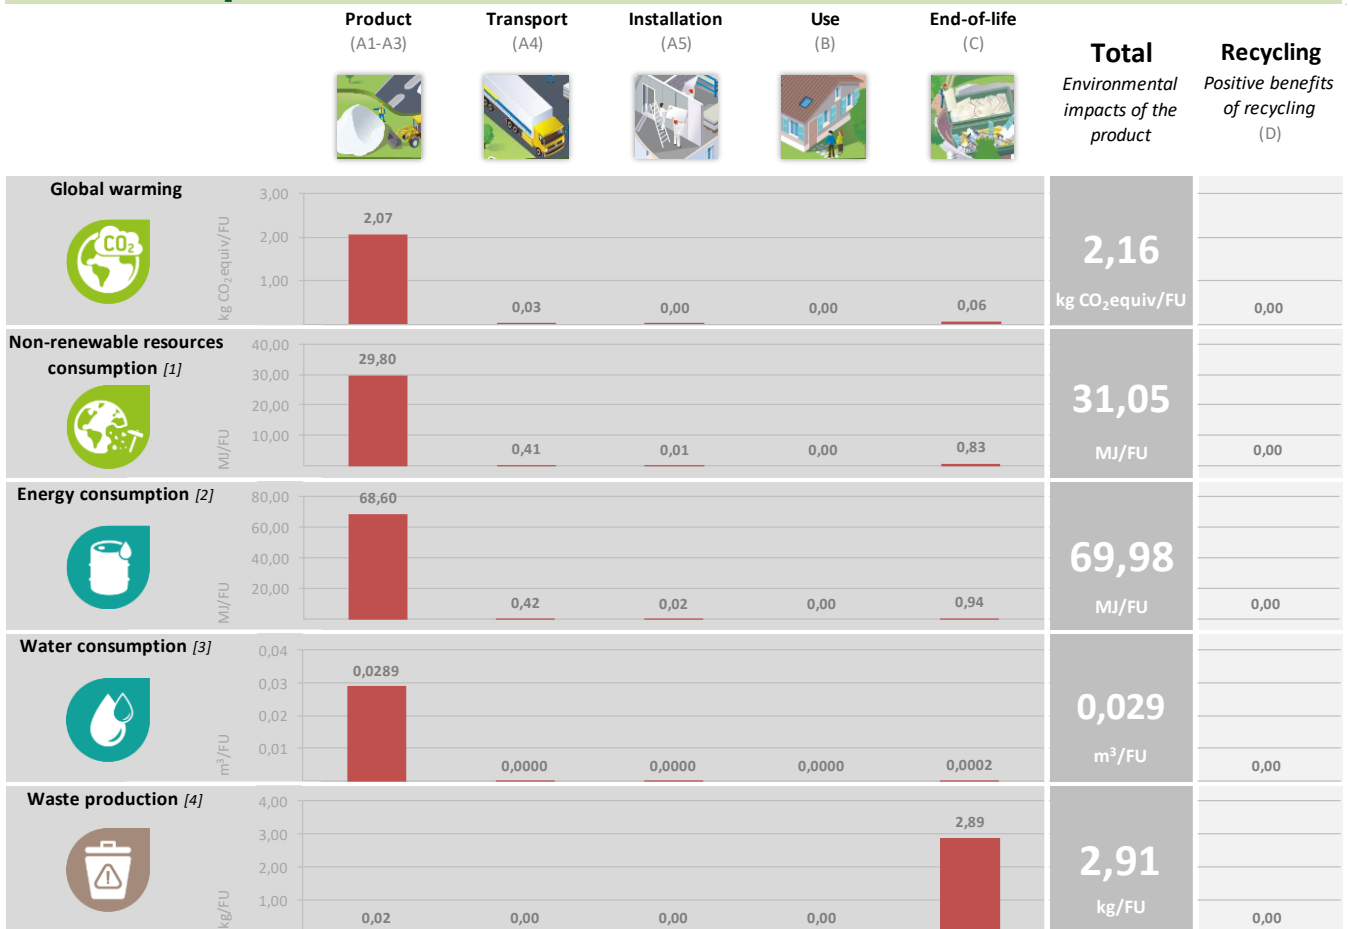 Product
Transport
Installation
Use
End-of-life
(A1-A3)
(A4)
(A5)
(B)
(C)
Total
Environmental
impacts of the
product
Recycling
Positive benefits
of recycling
(D)
Global warming
CO2
kg CO₂equiv/FU
3,00
2,00
1,00
2,07
0,03
0,00
0,00
0,06
2,16
kg CO₂equiv/FU
0,00
Non-renewable resources
consumption [1]
MJ/FU
40,00
30,00
20,00
10,00
29,80
0,41
0,01
0,00
0,83
31,05
MJ/FU
0,00
Energy consumption [2]
MJ/FU
80,00
60,00
40,00
20,00
68,60
0,42
0,02
0,00
0,94
69,98
MJ/FU
0,00
Water consumption [3]
m³/FU
0,04
0,03
0,02
0,01
0,0289
0,0000
0,0000
0,0000
0,0002
0,029
m³/FU
0,00
Waste production [4]
kg/FU
4,00
3,00
2,00
1,00
0,02
0,00
0,00
0,00
2,89
2,91
kg/FU
0,00